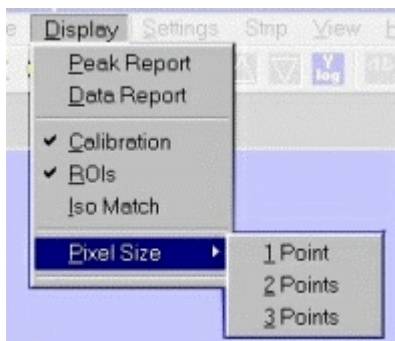 Display Settings Strip View
Y
log
Peak Report
Data Report
Calibration
ROIs
Iso Match
Pixel Size
1 Point
2 Points
3 Points